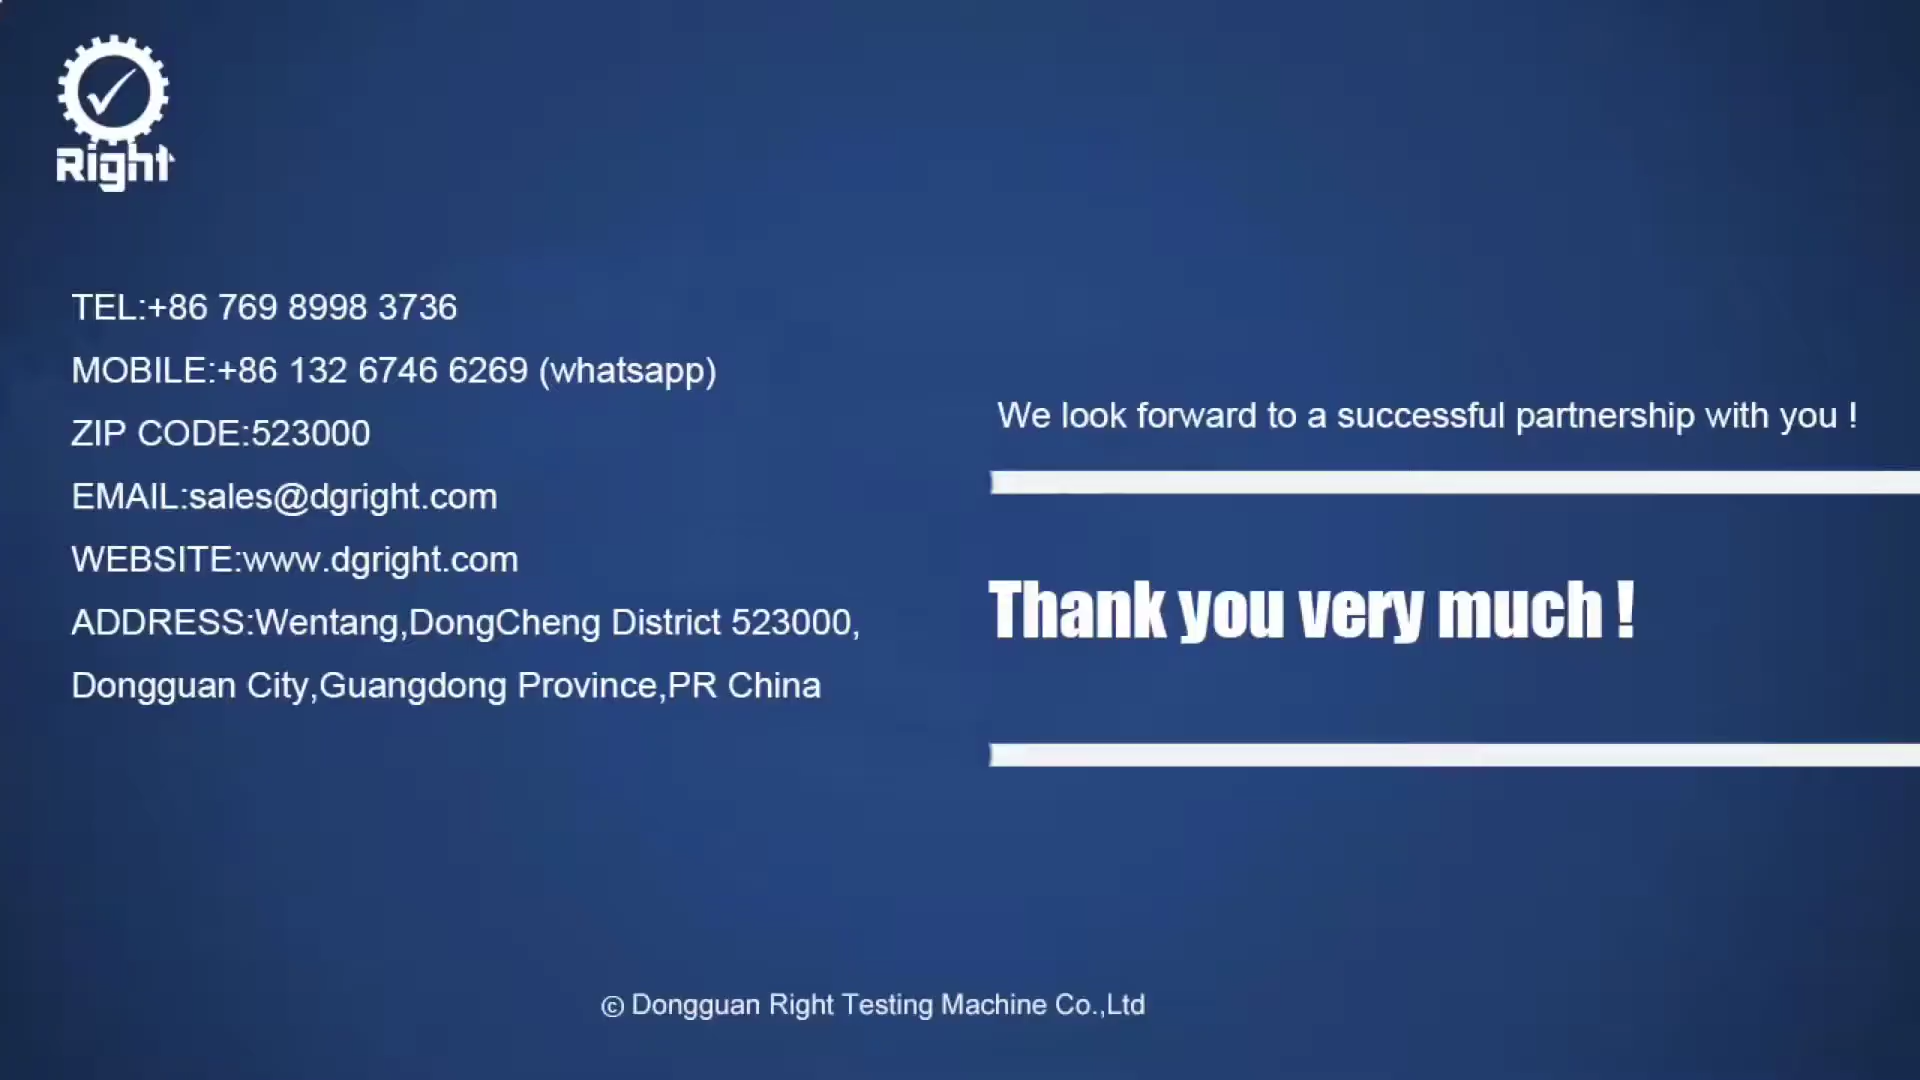 Right
TEL:+86 769 8998 3736
MOBILE:+86 132 6746 6269 (whatsapp)
ZIP CODE:523000
EMAIL:sales@dgright.com
WEBSITE:www.dgright.com
ADDRESS:Wentang,DongCheng District 523000,
Dongguan City,Guangdong Province,PR China
We look forward to a successful partnership with you !
Thank you very much !
© Dongguan Right Testing Machine Co.,Ltd